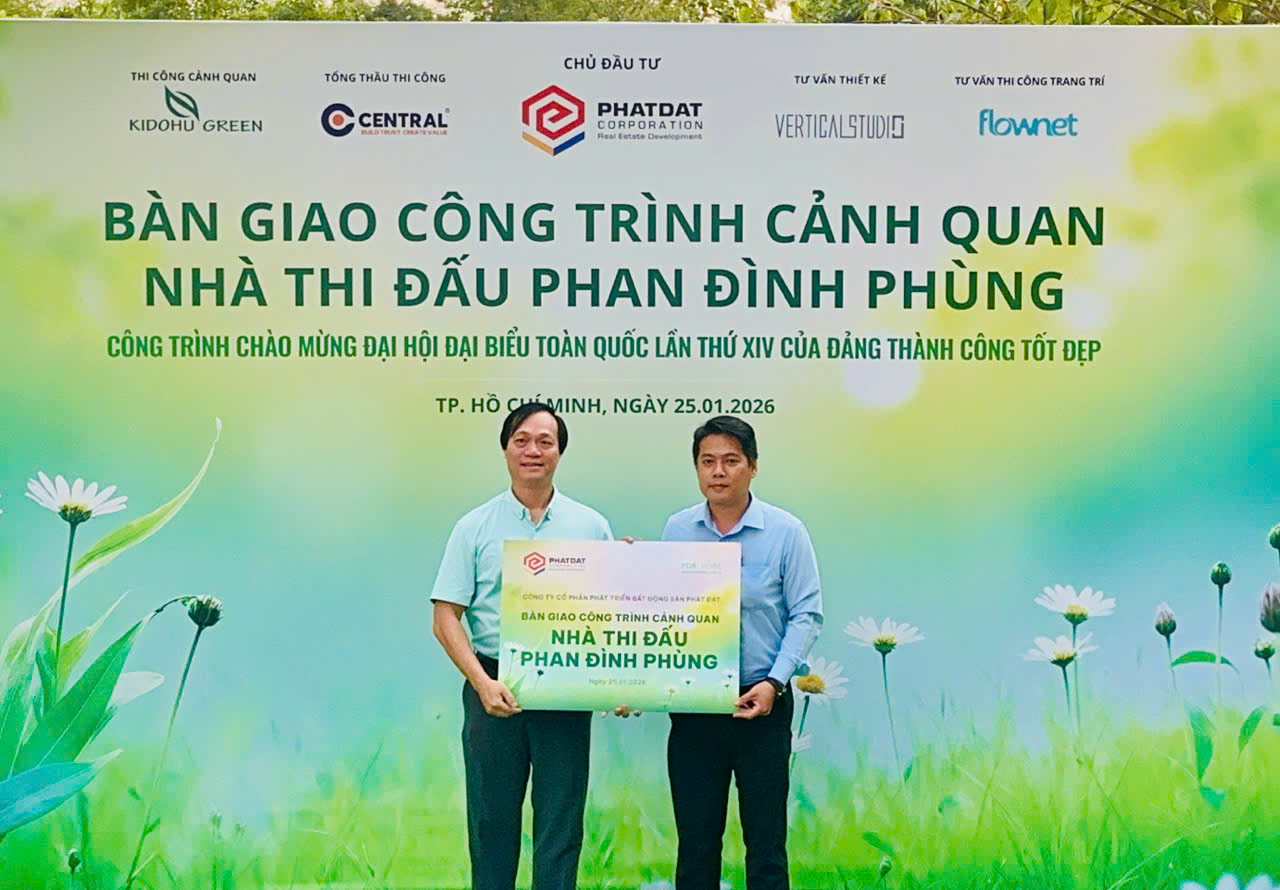 THI CÔNG CẢNH QUAN
KIDOHU GREEN
TỔNG THẦU THI CÔNG
CENTRAL®
BUILD TRUST. CREATE VALUE
CHỦ ĐẦU TƯ
PHATDAT
CORPORATION
Real Estate Development
TƯ VẤN THIẾT KẾ
VERTICALSTUDIO
TƯ VẤN THI CÔNG TRANG TRÍ
flownet
BÀN GIAO CÔNG TRÌNH CẢNH QUAN
NHÀ THI ĐẤU PHAN ĐÌNH PHÙNG
CÔNG TRÌNH CHÀO MỪNG ĐẠI HỘI ĐẠI BIỂU TOÀN QUỐC LẦN THỨ XIV CỦA ĐẢNG THÀNH CÔNG TỐT ĐẸP
TP. HỒ CHÍ MINH, NGÀY 25.01.2026
PHATDAT
CORPORATION
CÔNG TY CỔ PHẦN PHÁT TRIỂN BẤT ĐỘNG SẢN PHÁT ĐẠT
BÀN GIAO CÔNG TRÌNH CẢNH QUAN
NHÀ THI ĐẤU
PHAN ĐÌNH PHÙNG
Ngày 25.01.2026